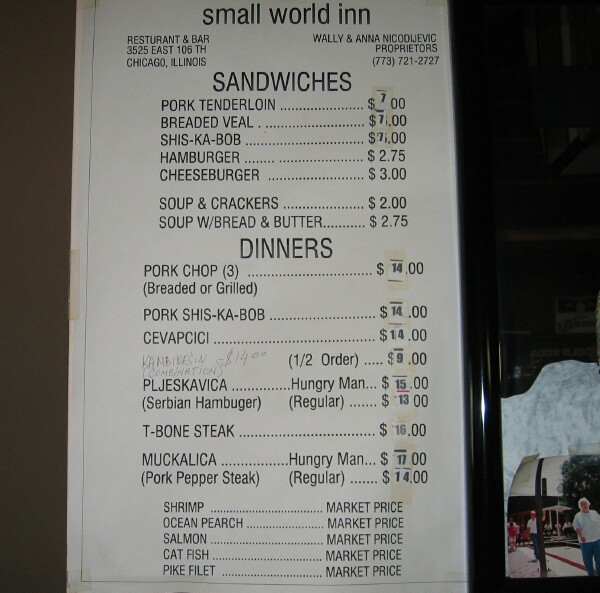 small world inn
RESTURANT & BAR
3525 EAST 106 TH
CHICAGO, ILLINOIS
WALLY & ANNA NICODIJEVIC
PROPRIETORS
(773) 721-2727
SANDWICHES
PORK TENDERLOIN ..................... $ 7.00
BREADED VEAL . ........................... $ 7.00
SHIS-KA-BOB ............................... $ 7.00
HAMBURGER ........ ...................... $ 2.75
CHEESEBURGER ......................... $ 3.00
SOUP & CRACKERS ...................... $ 2.00
SOUP W/BREAD & BUTTER........... $ 2.75
DINNERS
PORK CHOP (3) ............................... $ 14.00
(Breaded or Grilled)
PORK SHIS-KA-BOB ........................... $ 14.00
CEVAPCICI ......................................... $ 14.00
(1/2 Order) ..... $ 9.00
$14.00
(COMBINATION)
PLJESKAVICA ..............Hungry Man... $ 15.00
(Serbian Hambuger) (Regular) ....... $ 13.00
T-BONE STEAK .................................. $ 16.00
MUCKALICA .................Hungry Man... $ 17.00
(Pork Pepper Steak) (Regular) ....... $ 14.00
SHRIMP ............................. MARKET PRICE
OCEAN PEARCH ................... MARKET PRICE
SALMON ............................ MARKET PRICE
CAT FISH ........................... MARKET PRICE
PIKE FILET .......................... MARKET PRICE